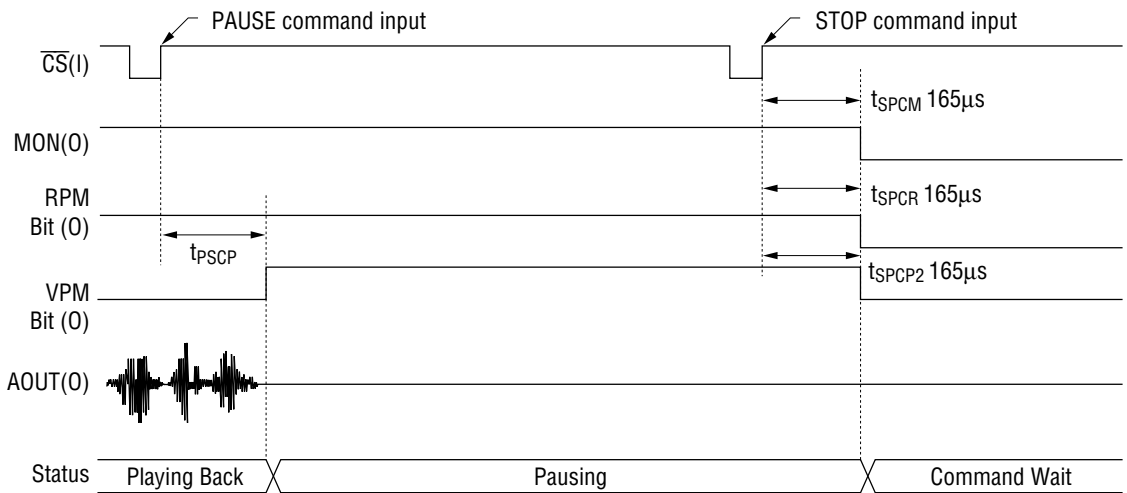 PAUSE command input
STOP command input
CS(I)
tSPCM 165μs
MON(O)
RPM
Bit (O)
tSPCR 165μs
tPSCP
tSPCP2 165μs
VPM
Bit (O)
AOUT(O)
Status Playing Back Pausing Command Wait